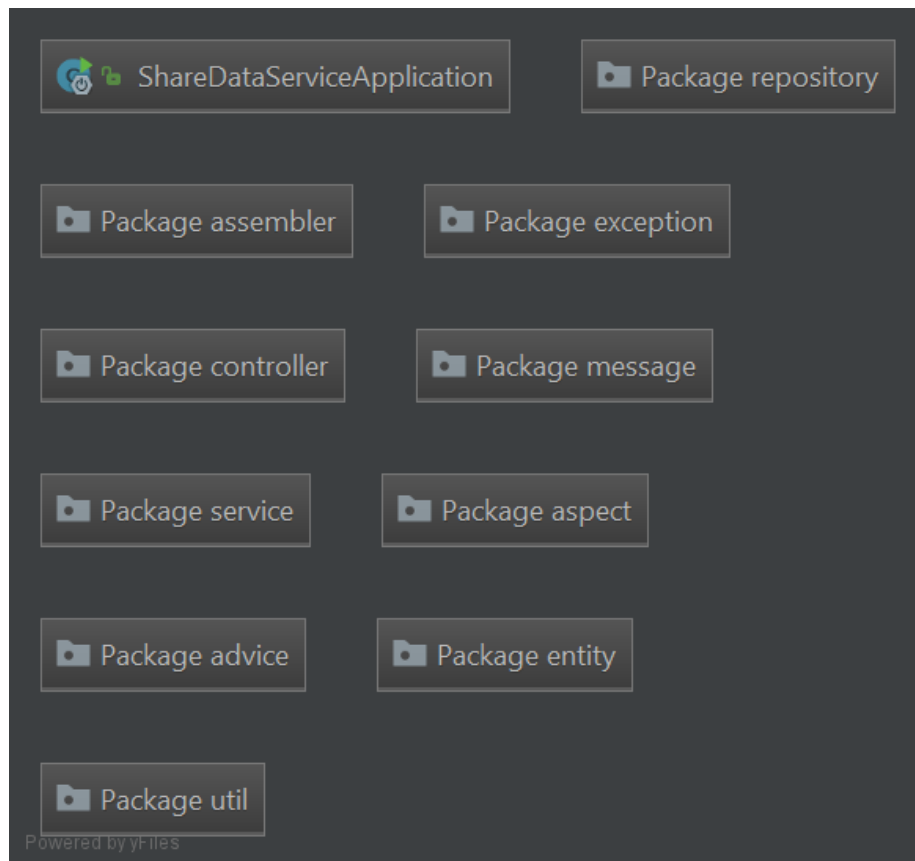 ShareDataServiceApplication
Package repository
Package assembler
Package exception
Package controller
Package message
Package service
Package aspect
Package advice
Package entity
Package util
Powered by yFiles